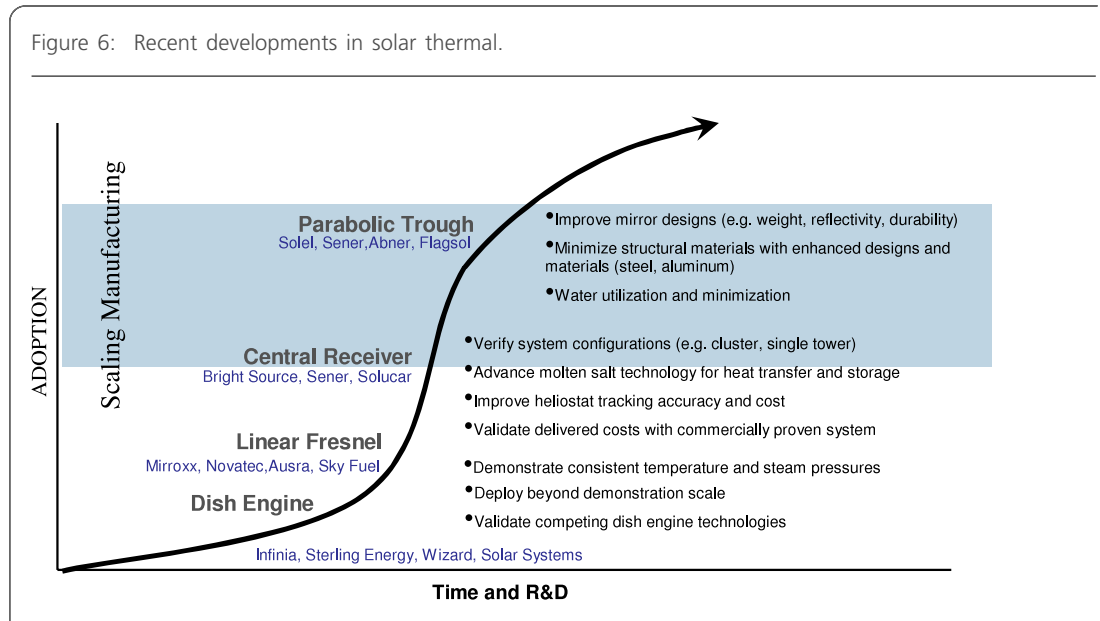 Figure 6: Recent developments in solar thermal.
ADOPTION
Scaling Manufacturing
Parabolic Trough
Solel, Sener,Abner, Flagsol
•Improve mirror designs (e.g. weight, reflectivity, durability)
•Minimize structural materials with enhanced designs and
materials (steel, aluminum)
•Water utilization and minimization
Central Receiver
Bright Source, Sener, Solucar
•Verify system configurations (e.g. cluster, single tower)
•Advance molten salt technology for heat transfer and storage
•Improve heliostat tracking accuracy and cost
•Validate delivered costs with commercially proven system
Linear Fresnel
Mirroxx, Novatec,Ausra, Sky Fuel
•Demonstrate consistent temperature and steam pressures
•Deploy beyond demonstration scale
•Validate competing dish engine technologies
Dish Engine
Infinia, Sterling Energy, Wizard, Solar Systems
Time and R&D